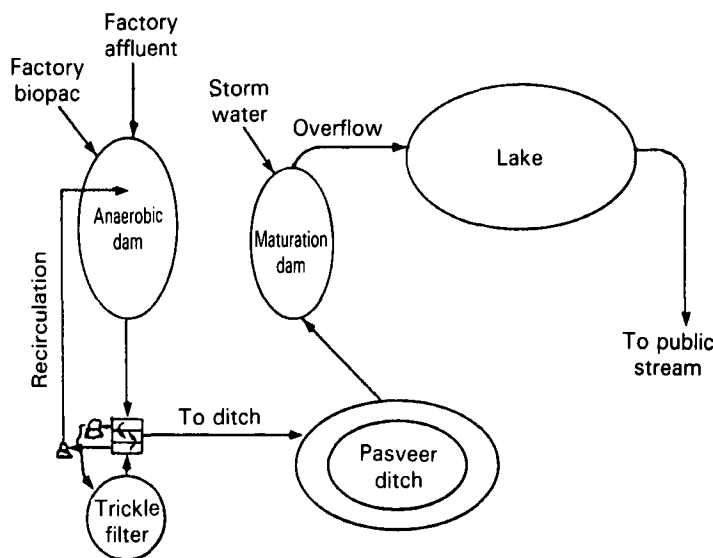 Factory
affluent
Factory
biopac
Storm
water
Overflow
Lake
Anaerobic
dam
Maturation
dam
Recirculation
To public
stream
To ditch
Pasveer
ditch
Trickle
filter